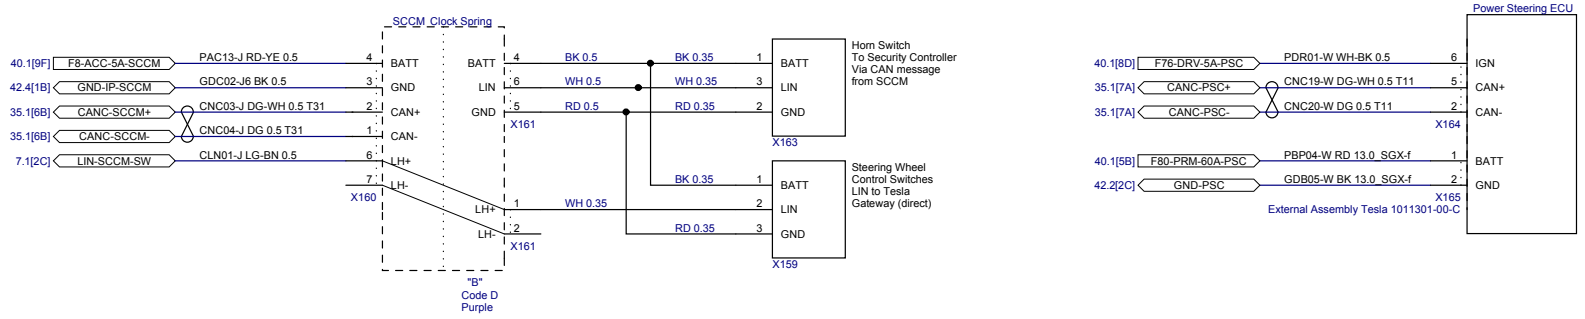 SCCM Clock Spring
Power Steering ECU
40.1[9F] F8-ACC-5A-SCCM PAC13-J RD-YE 0.5 4 BATT
42.4[1B] GND-IP-SCCM GDC02-J6 BK 0.5 3 GND
35.1[6B] CANC-SCCM+ CNC03-J DG-WH 0.5 T31 2 CAN+
35.1[6B] CANC-SCCM- CNC04-J DG 0.5 T31 1 CAN-
7.1[2C] LIN-SCCM-SW CLN01-J LG-BN 0.5 6 LH+
7 LH-
X160
BATT 4 BK 0.5 BK 0.35 1 BATT
LIN 6 WH 0.5 WH 0.35 3 LIN
GND 5 RD 0.5 RD 0.35 2 GND
X161
X163
Horn Switch
To Security Controller
Via CAN message
from SCCM
BK 0.35 1 BATT
LH+ 1 WH 0.35 2 LIN
LH- 2 RD 0.35 3 GND
X161
X159
Steering Wheel
Control Switches
LIN to Tesla
Gateway (direct)
"B"
Code D
Purple
40.1[8D] F76-DRV-5A-PSC PDR01-W WH-BK 0.5 6 IGN
35.1[7A] CANC-PSC+ CNC19-W DG-WH 0.5 T11 5 CAN+
35.1[7A] CANC-PSC- CNC20-W DG 0.5 T11 2 CAN-
X164
40.1[5B] F80-PRM-60A-PSC PBP04-W RD 13.0_SGX-f 1 BATT
42.2[2C] GND-PSC GDB05-W BK 13.0_SGX-f 2 GND
X165
External Assembly Tesla 1011301-00-C